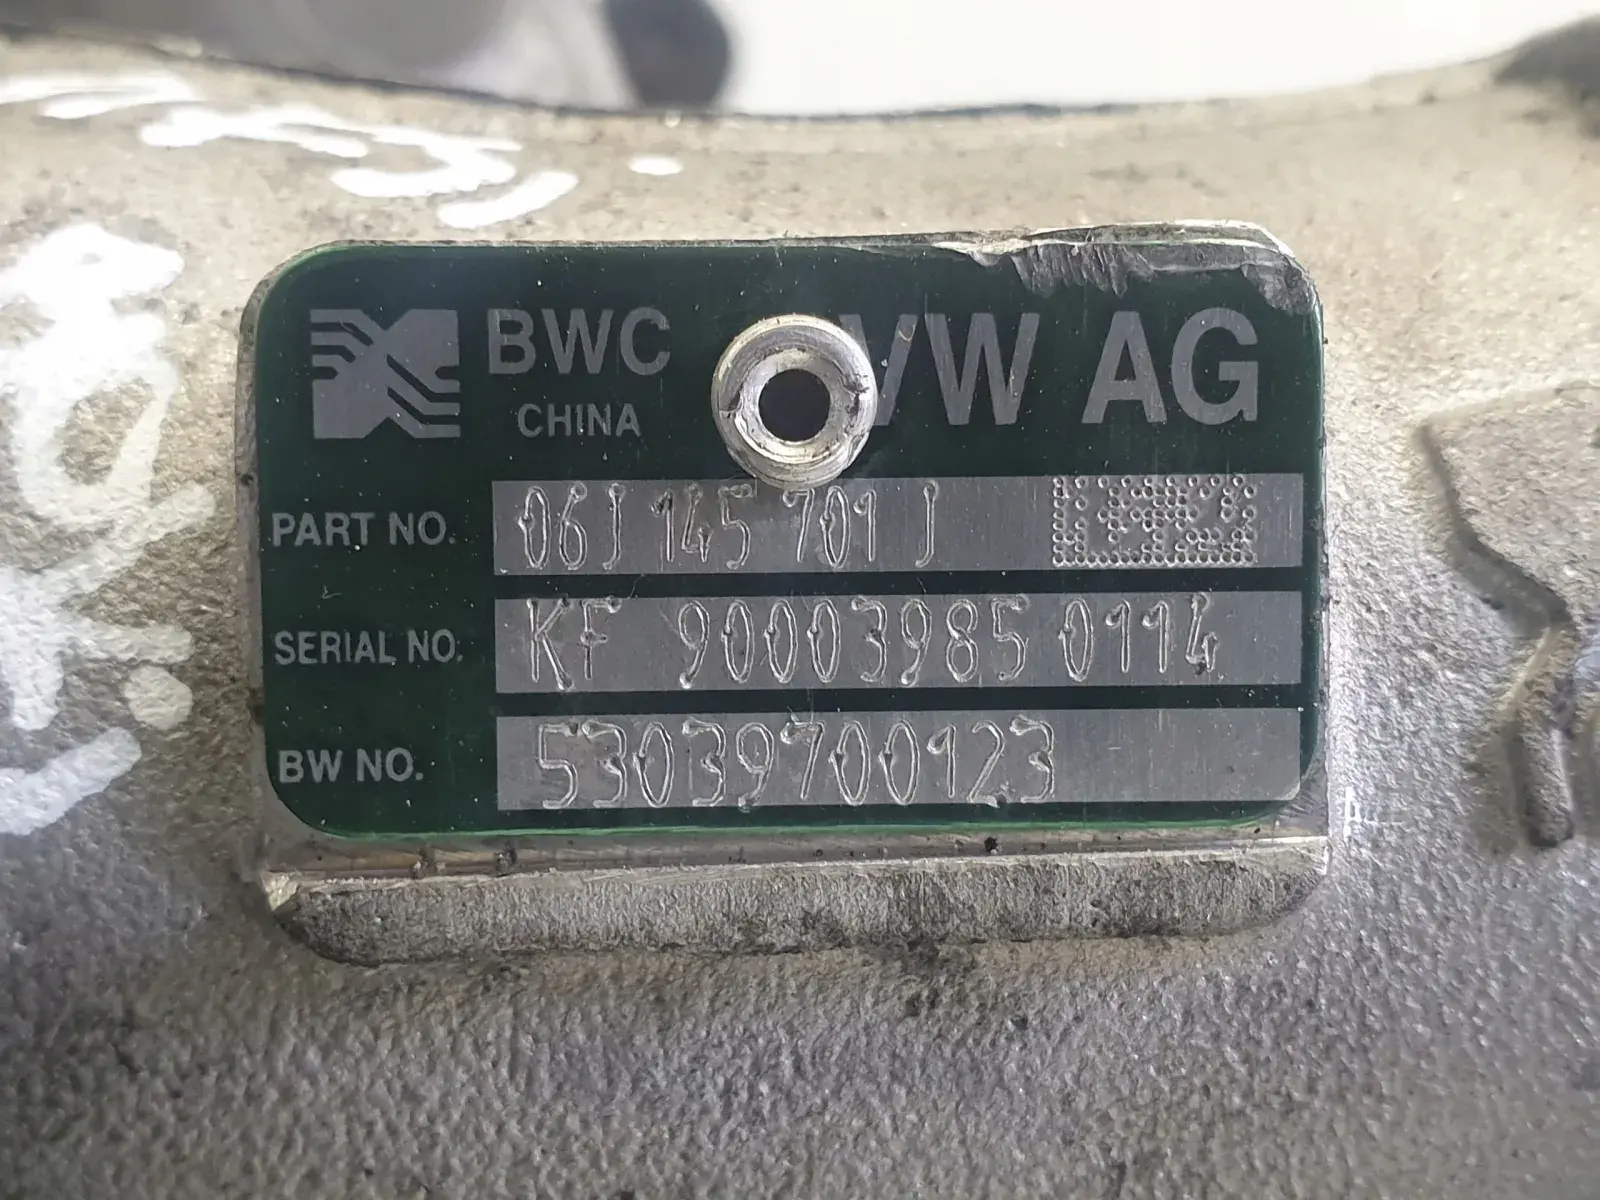 BWC VW AG
CHINA
PART NO. 06J 145 701 J
SERIAL NO. KF 90003985 0114
BW NO. 53039700123